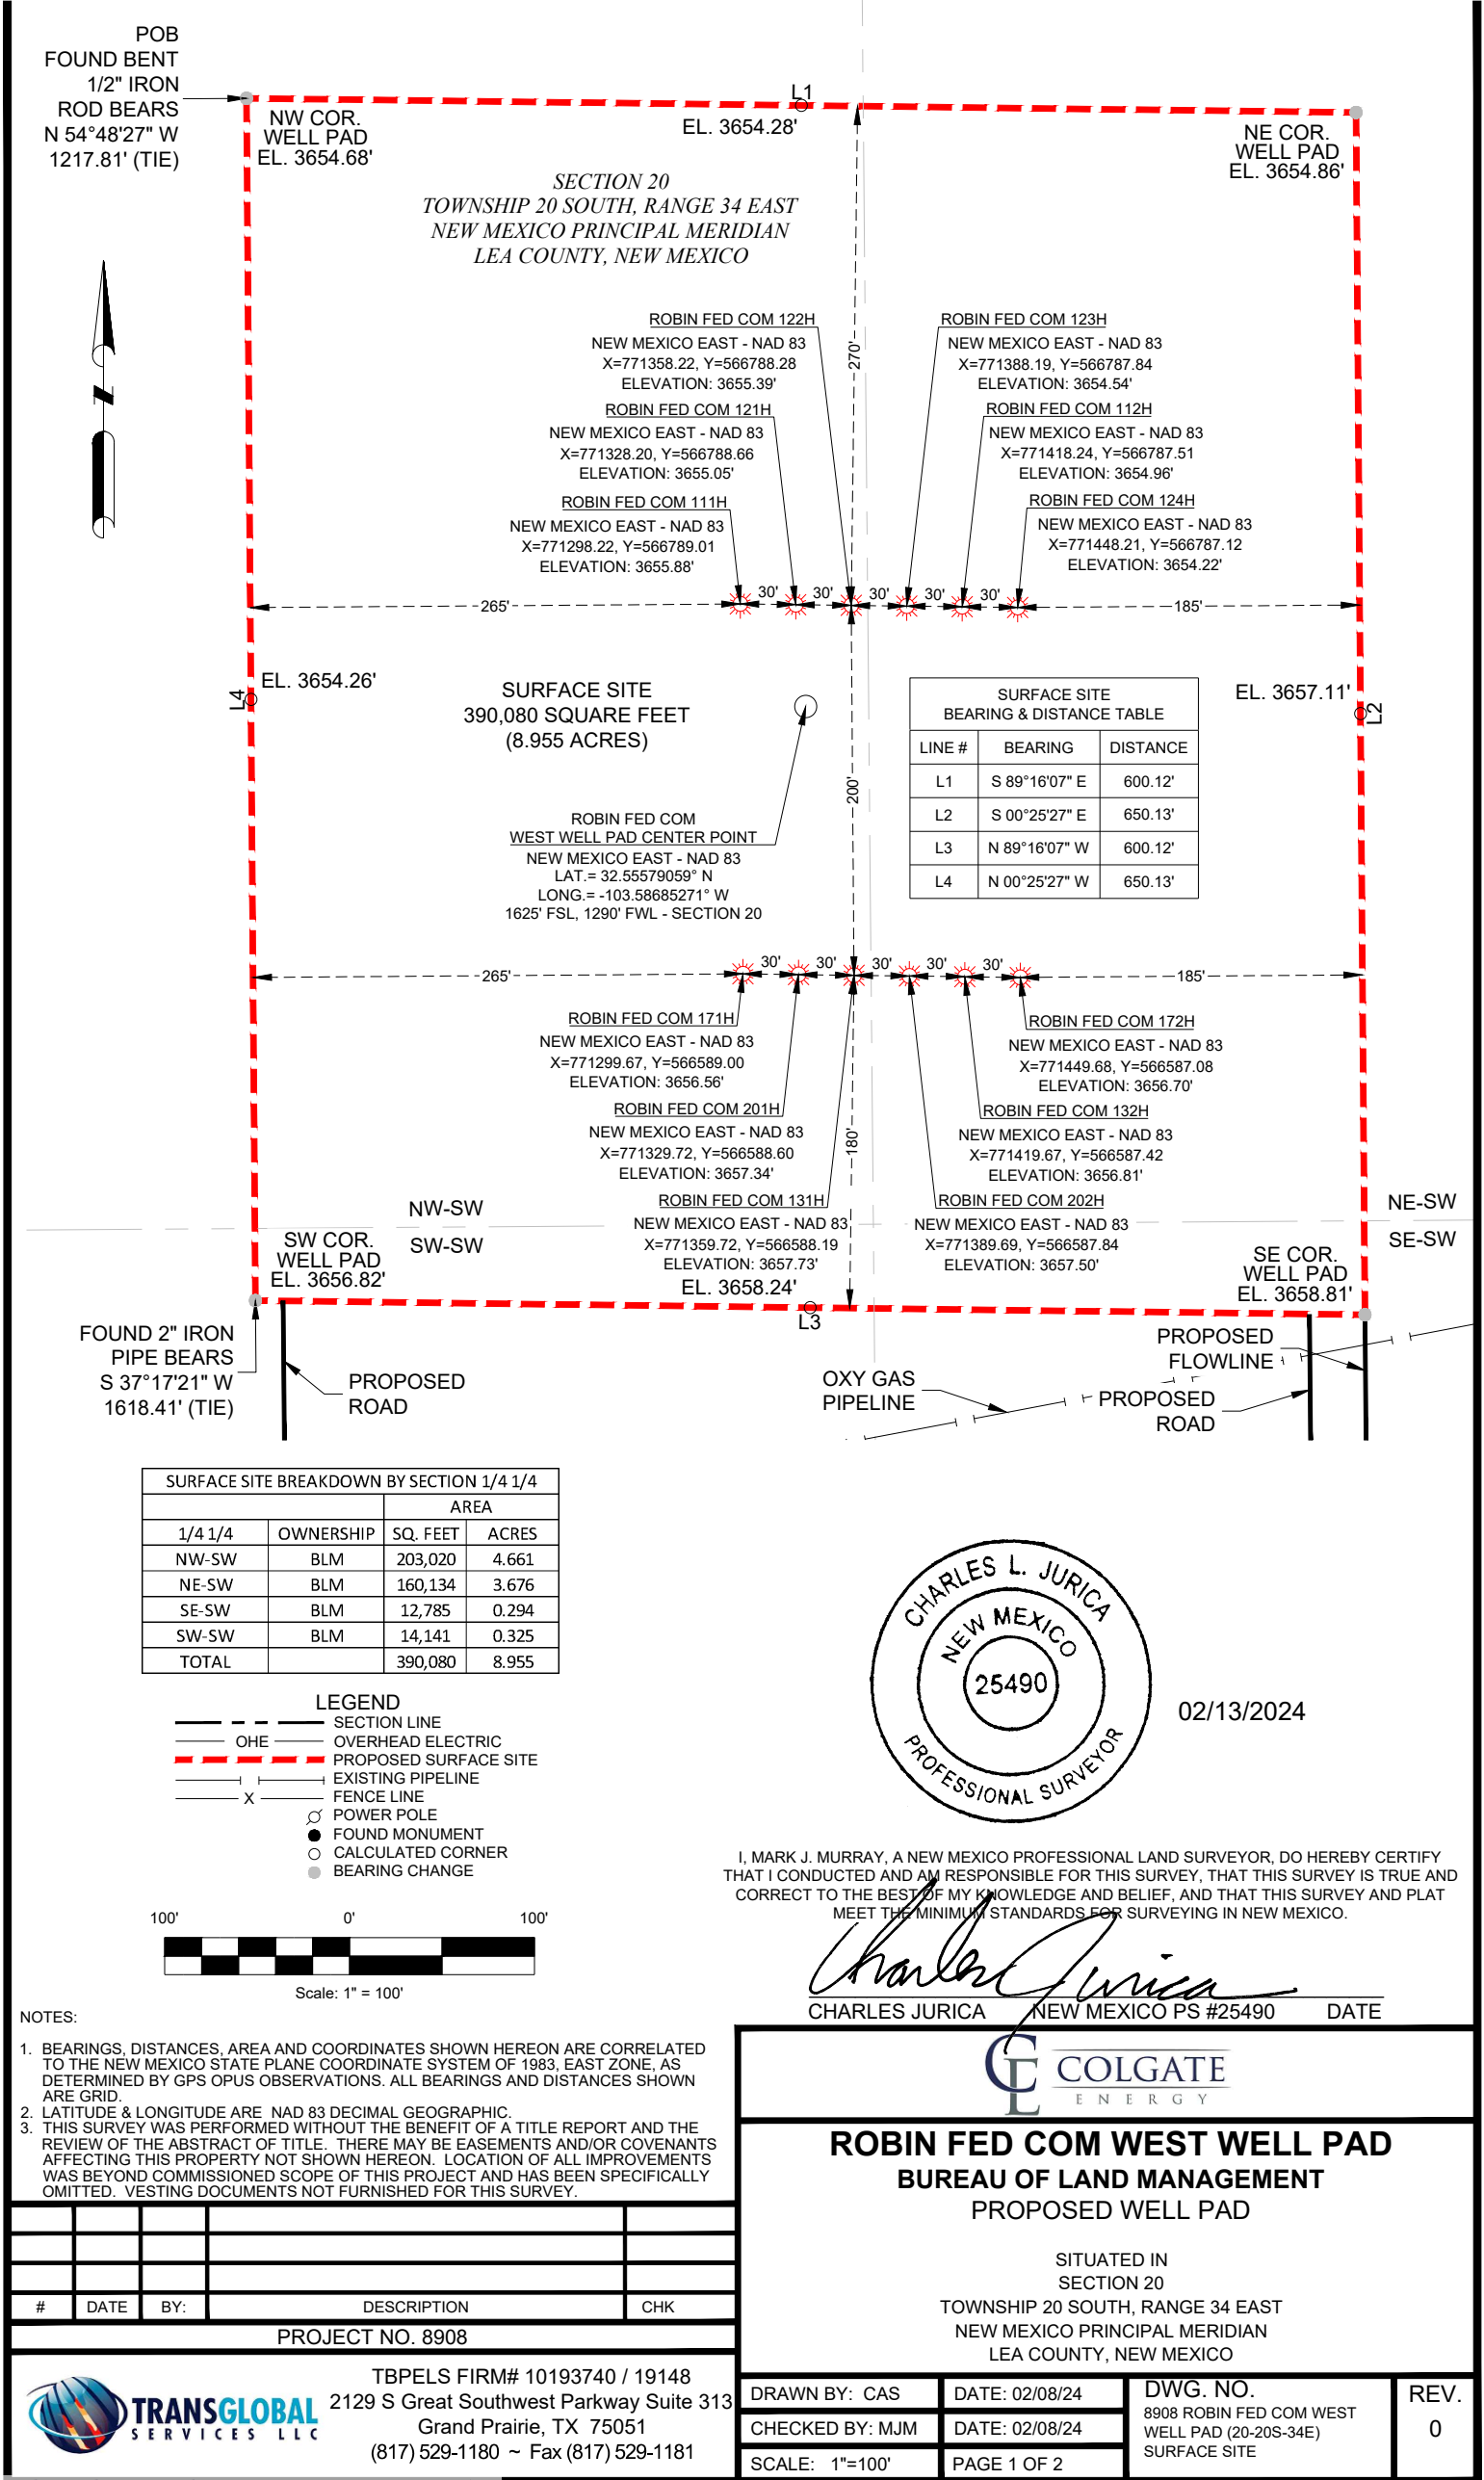 POB
FOUND BENT
1/2" IRON
ROD BEARS
N 54°48'27" W
1217.81' (TIE)
NW COR.
WELL PAD
EL. 3654.68'
L1
EL. 3654.28'
NE COR.
WELL PAD
EL. 3654.86'
SECTION 20
TOWNSHIP 20 SOUTH, RANGE 34 EAST
NEW MEXICO PRINCIPAL MERIDIAN
LEA COUNTY, NEW MEXICO
N
270'
ROBIN FED COM 122H
NEW MEXICO EAST - NAD 83
X=771358.22, Y=566788.28
ELEVATION: 3655.39'
ROBIN FED COM 121H
NEW MEXICO EAST - NAD 83
X=771328.20, Y=566788.66
ELEVATION: 3655.05'
ROBIN FED COM 111H
NEW MEXICO EAST - NAD 83
X=771298.22, Y=566789.01
ELEVATION: 3655.88'
ROBIN FED COM 123H
NEW MEXICO EAST - NAD 83
X=771388.19, Y=566787.84
ELEVATION: 3654.54'
ROBIN FED COM 112H
NEW MEXICO EAST - NAD 83
X=771418.24, Y=566787.51
ELEVATION: 3654.96'
ROBIN FED COM 124H
NEW MEXICO EAST - NAD 83
X=771448.21, Y=566787.12
ELEVATION: 3654.22'
265' 30' 30' 30' 30' 30' 185'
L4
EL. 3654.26'
SURFACE SITE
390,080 SQUARE FEET
(8.955 ACRES)
EL. 3657.11'
L2
200'
ROBIN FED COM
WEST WELL PAD CENTER POINT
NEW MEXICO EAST - NAD 83
LAT.= 32.55579059° N
LONG.= -103.58685271° W
1625' FSL, 1290' FWL - SECTION 20
SURFACE SITE
BEARING & DISTANCE TABLE
LINE # BEARING DISTANCE
L1 S 89°16'07" E 600.12'
L2 S 00°25'27" E 650.13'
L3 N 89°16'07" W 600.12'
L4 N 00°25'27" W 650.13'
265' 30' 30' 30' 30' 30' 185'
ROBIN FED COM 171H
NEW MEXICO EAST - NAD 83
X=771299.67, Y=566589.00
ELEVATION: 3656.56'
ROBIN FED COM 201H
NEW MEXICO EAST - NAD 83
X=771329.72, Y=566588.60
ELEVATION: 3657.34'
ROBIN FED COM 131H
NEW MEXICO EAST - NAD 83
X=771359.72, Y=566588.19
ELEVATION: 3657.73'
180'
ROBIN FED COM 172H
NEW MEXICO EAST - NAD 83
X=771449.68, Y=566587.08
ELEVATION: 3656.70'
ROBIN FED COM 132H
NEW MEXICO EAST - NAD 83
X=771419.67, Y=566587.42
ELEVATION: 3656.81'
ROBIN FED COM 202H
NEW MEXICO EAST - NAD 83
X=771389.69, Y=566587.84
ELEVATION: 3657.50'
NW-SW
SW-SW
NE-SW
SE-SW
SW COR.
WELL PAD
EL. 3656.82'
EL. 3658.24'
L3
SE COR.
WELL PAD
EL. 3658.81'
FOUND 2" IRON
PIPE BEARS
S 37°17'21" W
1618.41' (TIE)
PROPOSED
ROAD
OXY GAS
PIPELINE
PROPOSED
FLOWLINE
PROPOSED
ROAD
SURFACE SITE BREAKDOWN BY SECTION 1/4 1/4
AREA
1/4 1/4 OWNERSHIP SQ. FEET ACRES
NW-SW BLM 203,020 4.661
NE-SW BLM 160,134 3.676
SE-SW BLM 12,785 0.294
SW-SW BLM 14,141 0.325
TOTAL 390,080 8.955
LEGEND
SECTION LINE
OHE OVERHEAD ELECTRIC
PROPOSED SURFACE SITE
EXISTING PIPELINE
X FENCE LINE
POWER POLE
FOUND MONUMENT
CALCULATED CORNER
BEARING CHANGE
100' 0' 100'
Scale: 1" = 100'
CHARLES L. JURICA
NEW MEXICO
25490
PROFESSIONAL SURVEYOR
02/13/2024
I, MARK J. MURRAY, A NEW MEXICO PROFESSIONAL LAND SURVEYOR, DO HEREBY CERTIFY
THAT I CONDUCTED AND AM RESPONSIBLE FOR THIS SURVEY, THAT THIS SURVEY IS TRUE AND
CORRECT TO THE BEST OF MY KNOWLEDGE AND BELIEF, AND THAT THIS SURVEY AND PLAT
MEET THE MINIMUM STANDARDS FOR SURVEYING IN NEW MEXICO.
Charles Jurica
CHARLES JURICA NEW MEXICO PS #25490 DATE
NOTES:
1. BEARINGS, DISTANCES, AREA AND COORDINATES SHOWN HEREON ARE CORRELATED
TO THE NEW MEXICO STATE PLANE COORDINATE SYSTEM OF 1983, EAST ZONE, AS
DETERMINED BY GPS OPUS OBSERVATIONS. ALL BEARINGS AND DISTANCES SHOWN
ARE GRID.
2. LATITUDE & LONGITUDE ARE NAD 83 DECIMAL GEOGRAPHIC.
3. THIS SURVEY WAS PERFORMED WITHOUT THE BENEFIT OF A TITLE REPORT AND THE
REVIEW OF THE ABSTRACT OF TITLE. THERE MAY BE EASEMENTS AND/OR COVENANTS
AFFECTING THIS PROPERTY NOT SHOWN HEREON. LOCATION OF ALL IMPROVEMENTS
WAS BEYOND COMMISSIONED SCOPE OF THIS PROJECT AND HAS BEEN SPECIFICALLY
OMITTED. VESTING DOCUMENTS NOT FURNISHED FOR THIS SURVEY.
# DATE BY: DESCRIPTION CHK
PROJECT NO. 8908
TRANSGLOBAL
SERVICES LLC
TBPELS FIRM# 10193740 / 19148
2129 S Great Southwest Parkway Suite 313
Grand Prairie, TX 75051
(817) 529-1180 ~ Fax (817) 529-1181
CE COLGATE
ENERGY
ROBIN FED COM WEST WELL PAD
BUREAU OF LAND MANAGEMENT
PROPOSED WELL PAD
SITUATED IN
SECTION 20
TOWNSHIP 20 SOUTH, RANGE 34 EAST
NEW MEXICO PRINCIPAL MERIDIAN
LEA COUNTY, NEW MEXICO
DRAWN BY: CAS DATE: 02/08/24
CHECKED BY: MJM DATE: 02/08/24
SCALE: 1"=100' PAGE 1 OF 2
DWG. NO.
8908 ROBIN FED COM WEST
WELL PAD (20-20S-34E)
SURFACE SITE
REV.
0